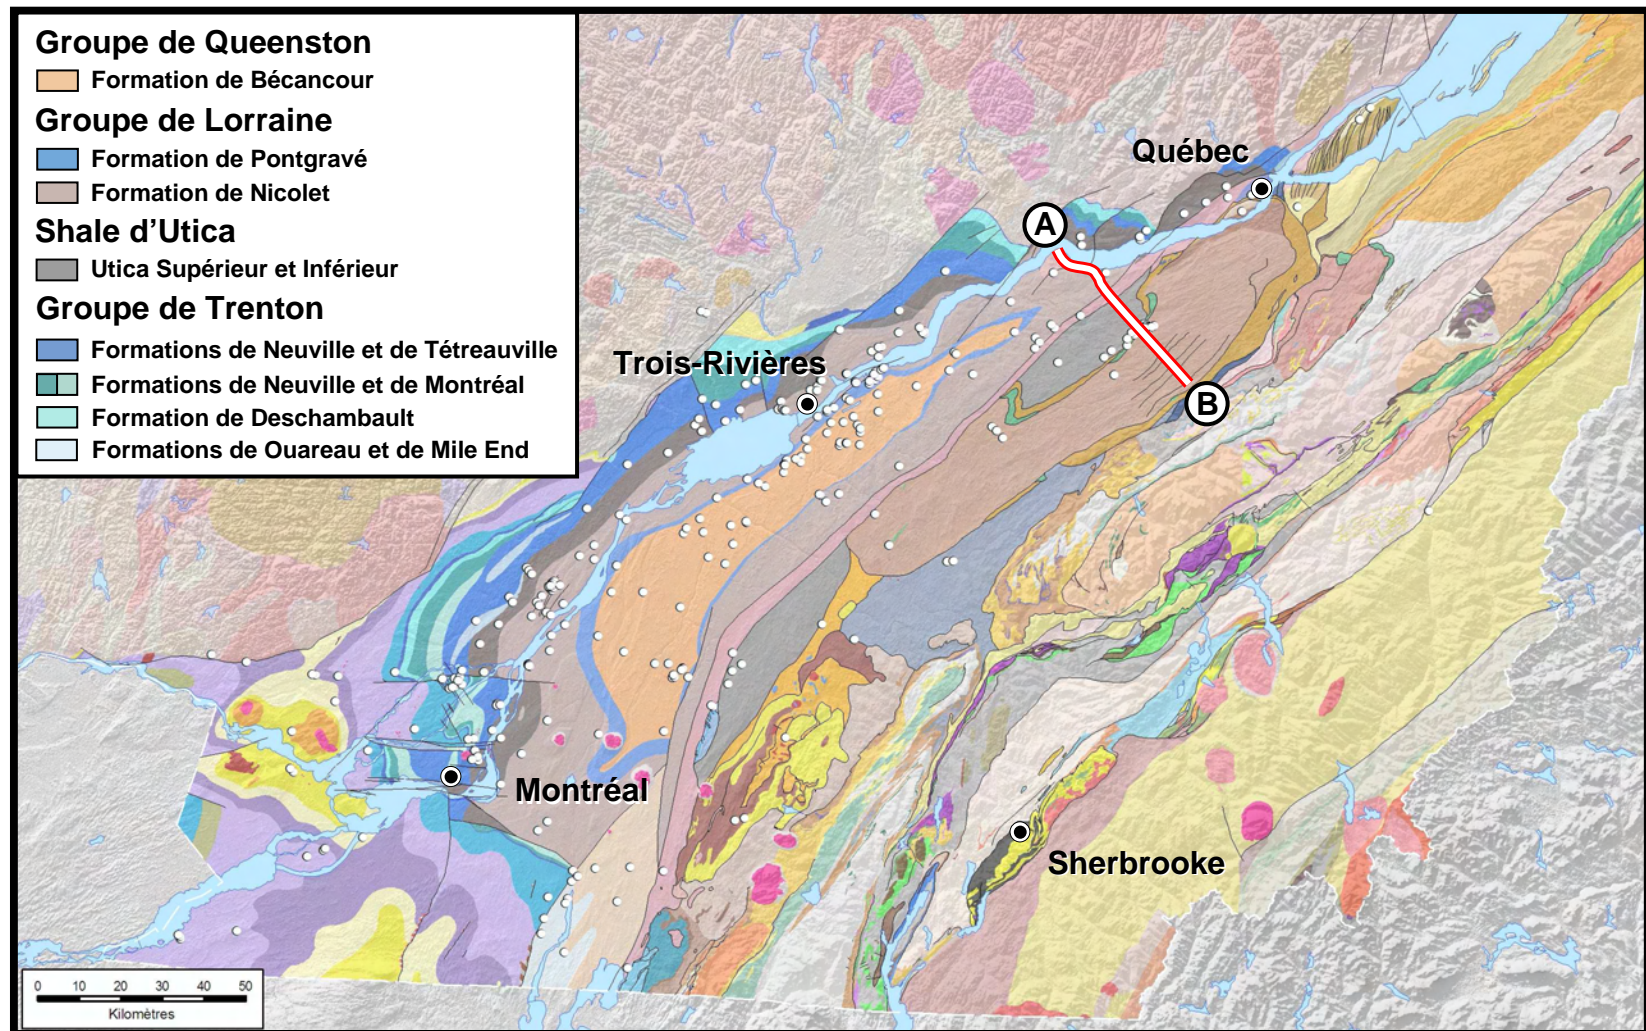 Groupe de Queenston
Formation de Bécancour
Groupe de Lorraine
Formation de Pontgravé
Formation de Nicolet
Shale d'Utica
Utica Supérieur et Inférieur
Groupe de Trenton
Formations de Neuville et de Tétreauville
Formations de Neuville et de Montréal
Formation de Deschambault
Formations de Ouareau et de Mile End
Québec
A
Trois-Rivières
B
Montréal
Sherbrooke
0 10 20 30 40 50
Kilomètres